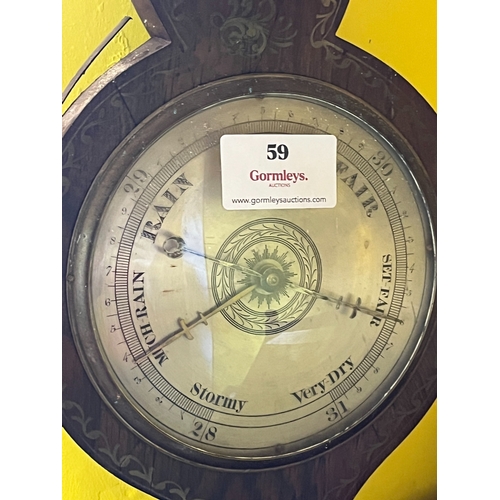 59
Gormleys.
AUCTIONS
www.gormleysauctions.com
29
RAIN
FAIR
30
MUCH RAIN
SET-FAIR
Stormy
Very-Dry
28
31